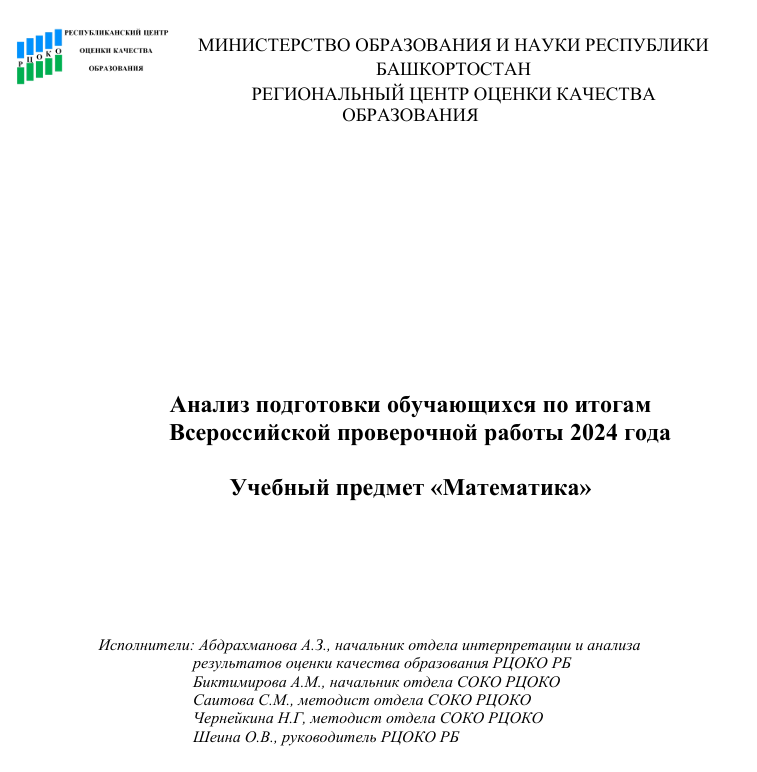 РЕСПУБЛИКАНСКИЙ ЦЕНТР
ОЦЕНКИ КАЧЕСТВА
ОБРАЗОВАНИЯ
РЦОКО
МИНИСТЕРСТВО ОБРАЗОВАНИЯ И НАУКИ РЕСПУБЛИКИ
БАШКОРТОСТАН
РЕГИОНАЛЬНЫЙ ЦЕНТР ОЦЕНКИ КАЧЕСТВА
ОБРАЗОВАНИЯ
Анализ подготовки обучающихся по итогам
Всероссийской проверочной работы 2024 года
Учебный предмет «Математика»
Исполнители: Абдрахманова А.З., начальник отдела интерпретации и анализа
результатов оценки качества образования РЦОКО РБ
Биктимирова А.М., начальник отдела СОКО РЦОКО
Саитова С.М., методист отдела СОКО РЦОКО
Чернейкина Н.Г, методист отдела СОКО РЦОКО
Шеина О.В., руководитель РЦОКО РБ